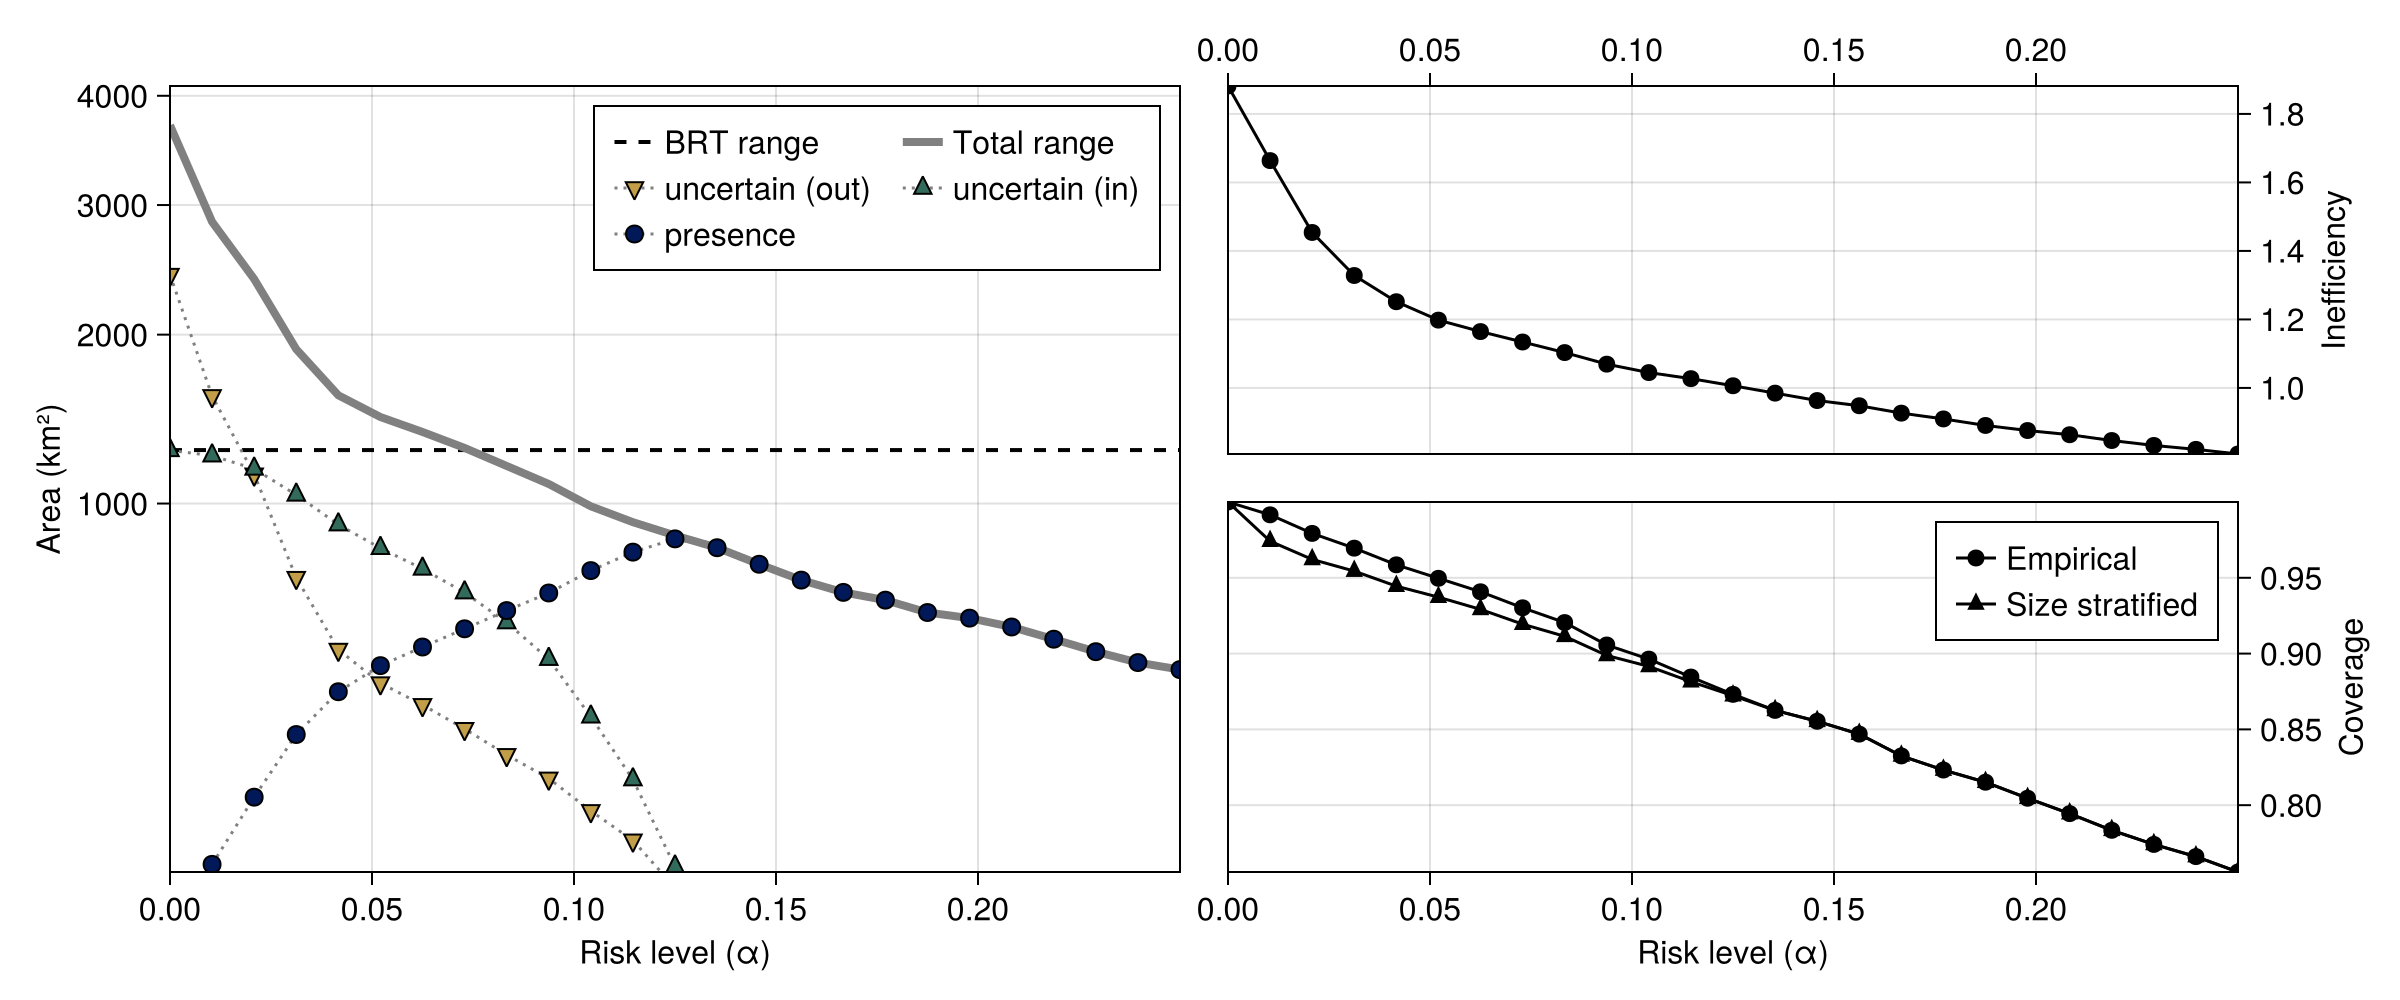 4000
3000
2000
1000
Area (km²)
BRT range
Total range
uncertain (out)
uncertain (in)
presence
0.00
0.05
0.10
0.15
0.20
Risk level (α)
0.00
0.05
0.10
0.15
0.20
1.8
1.6
1.4
1.2
1.0
Inefficiency
Empirical
Size stratified
0.95
0.90
0.85
0.80
Coverage
0.00
0.05
0.10
0.15
0.20
Risk level (α)